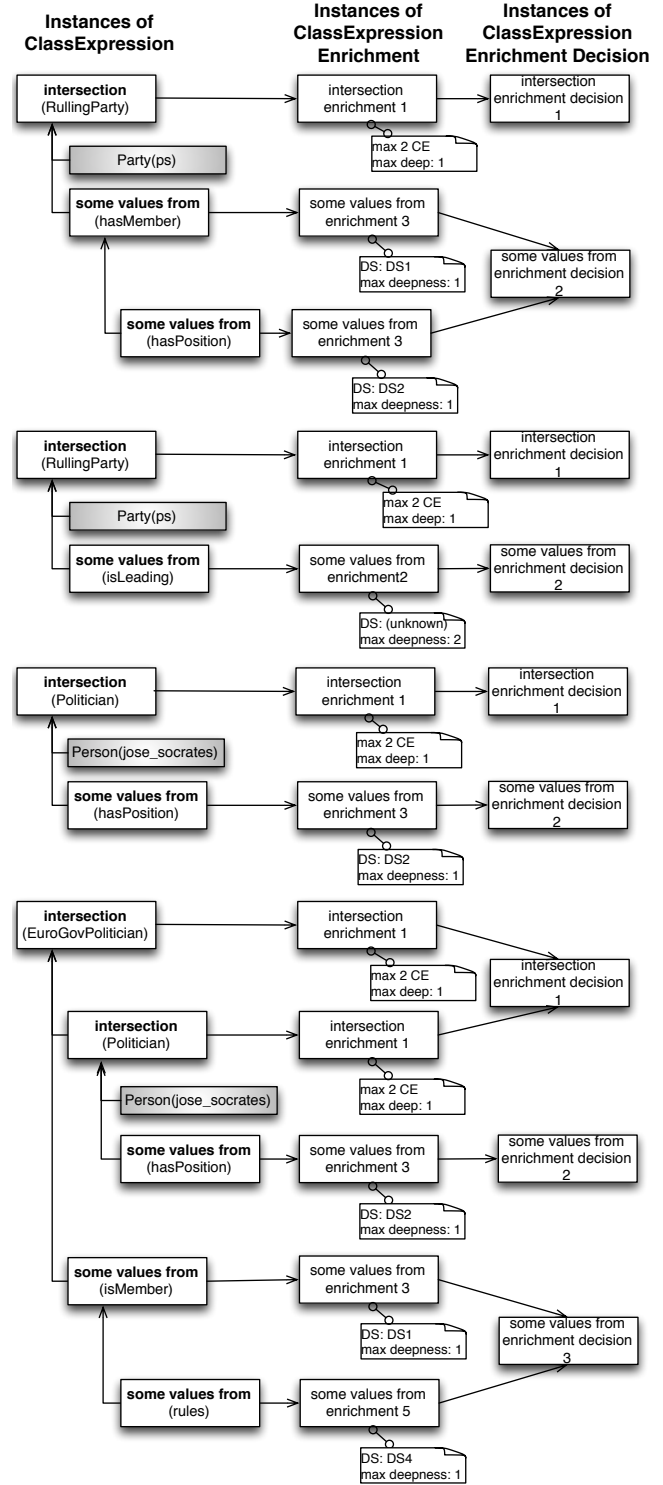 Instances of
ClassExpression
Instances of
ClassExpression
Enrichment
Instances of
ClassExpression
Enrichment Decision
intersection
(RullingParty)
intersection
enrichment 1
intersection
enrichment decision
1
max 2 CE
max deep: 1
Party(ps)
some values from
(hasMember)
some values from
enrichment 3
DS: DS1
max deepness: 1
some values from
enrichment decision
2
some values from
(hasPosition)
some values from
enrichment 3
DS: DS2
max deepness: 1
intersection
(RullingParty)
intersection
enrichment 1
intersection
enrichment decision
1
max 2 CE
max deep: 1
Party(ps)
some values from
(isLeading)
some values from
enrichment2
some values from
enrichment decision
2
DS: (unknown)
max deepness: 2
intersection
(Politician)
intersection
enrichment 1
intersection
enrichment decision
1
max 2 CE
max deep: 1
Person(jose_socrates)
some values from
(hasPosition)
some values from
enrichment 3
some values from
enrichment decision
2
DS: DS2
max deepness: 1
intersection
(EuroGovPolitician)
intersection
enrichment 1
max 2 CE
max deep: 1
intersection
enrichment decision
1
intersection
(Politician)
intersection
enrichment 1
max 2 CE
max deep: 1
Person(jose_socrates)
some values from
(hasPosition)
some values from
enrichment 3
some values from
enrichment decision
2
DS: DS2
max deepness: 1
some values from
(isMember)
some values from
enrichment 3
DS: DS1
max deepness: 1
some values from
enrichment decision
3
some values from
(rules)
some values from
enrichment 5
DS: DS4
max deepness: 1